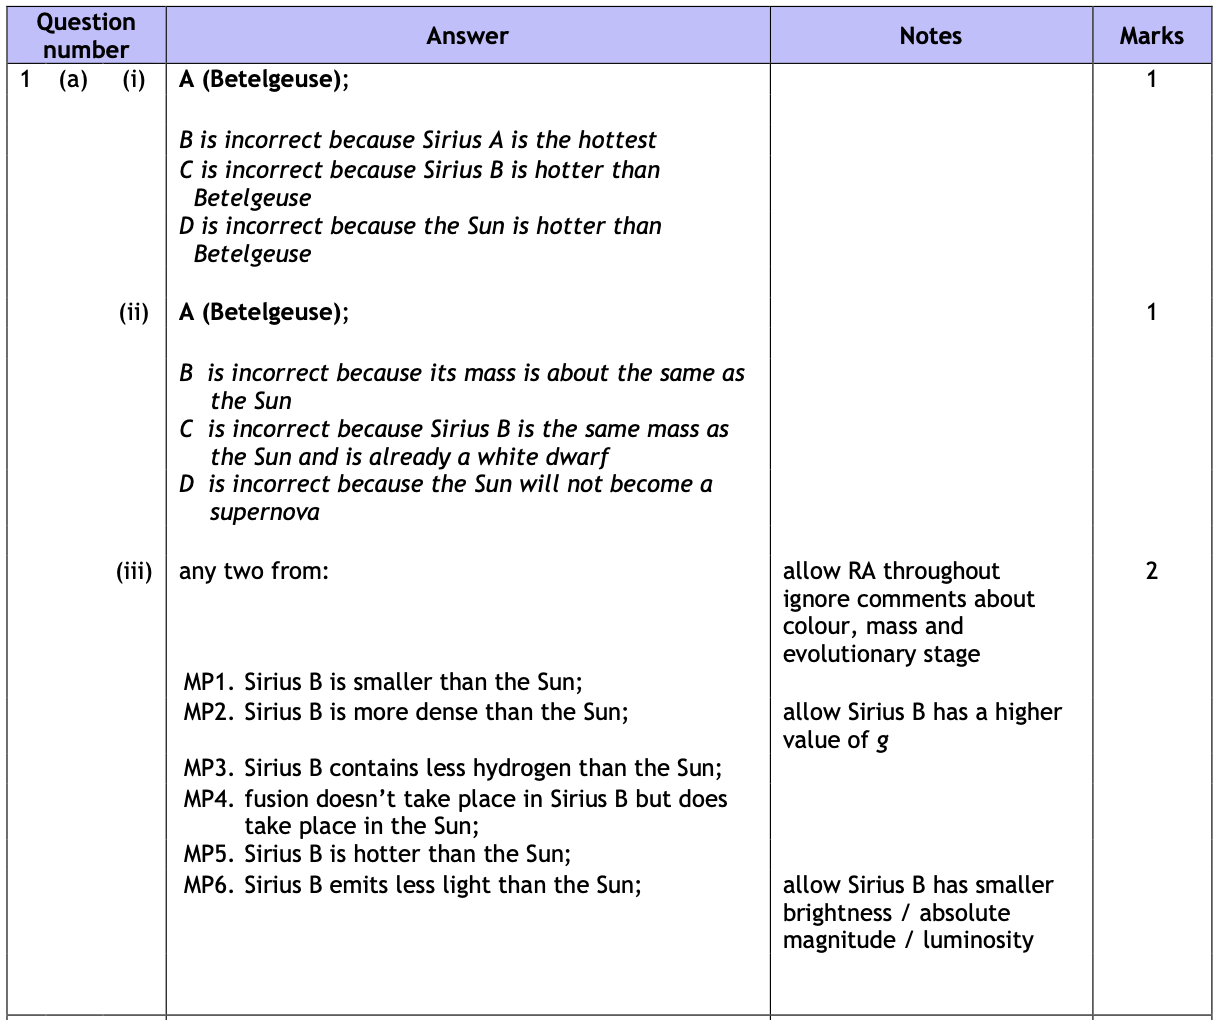 Question number Answer Notes Marks
1 (a) (i) A (Betelgeuse); 1
B is incorrect because Sirius A is the hottest
C is incorrect because Sirius B is hotter than
Betelgeuse
D is incorrect because the Sun is hotter than
Betelgeuse
(ii) A (Betelgeuse); 1
B is incorrect because its mass is about the same as
the Sun
C is incorrect because Sirius B is the same mass as
the Sun and is already a white dwarf
D is incorrect because the Sun will not become a
supernova
(iii) any two from: allow RA throughout 2
ignore comments about
colour, mass and
evolutionary stage
MP1. Sirius B is smaller than the Sun;
MP2. Sirius B is more dense than the Sun; allow Sirius B has a higher
value of g
MP3. Sirius B contains less hydrogen than the Sun;
MP4. fusion doesn't take place in Sirius B but does
take place in the Sun;
MP5. Sirius B is hotter than the Sun;
MP6. Sirius B emits less light than the Sun; allow Sirius B has smaller
brightness / absolute
magnitude / luminosity